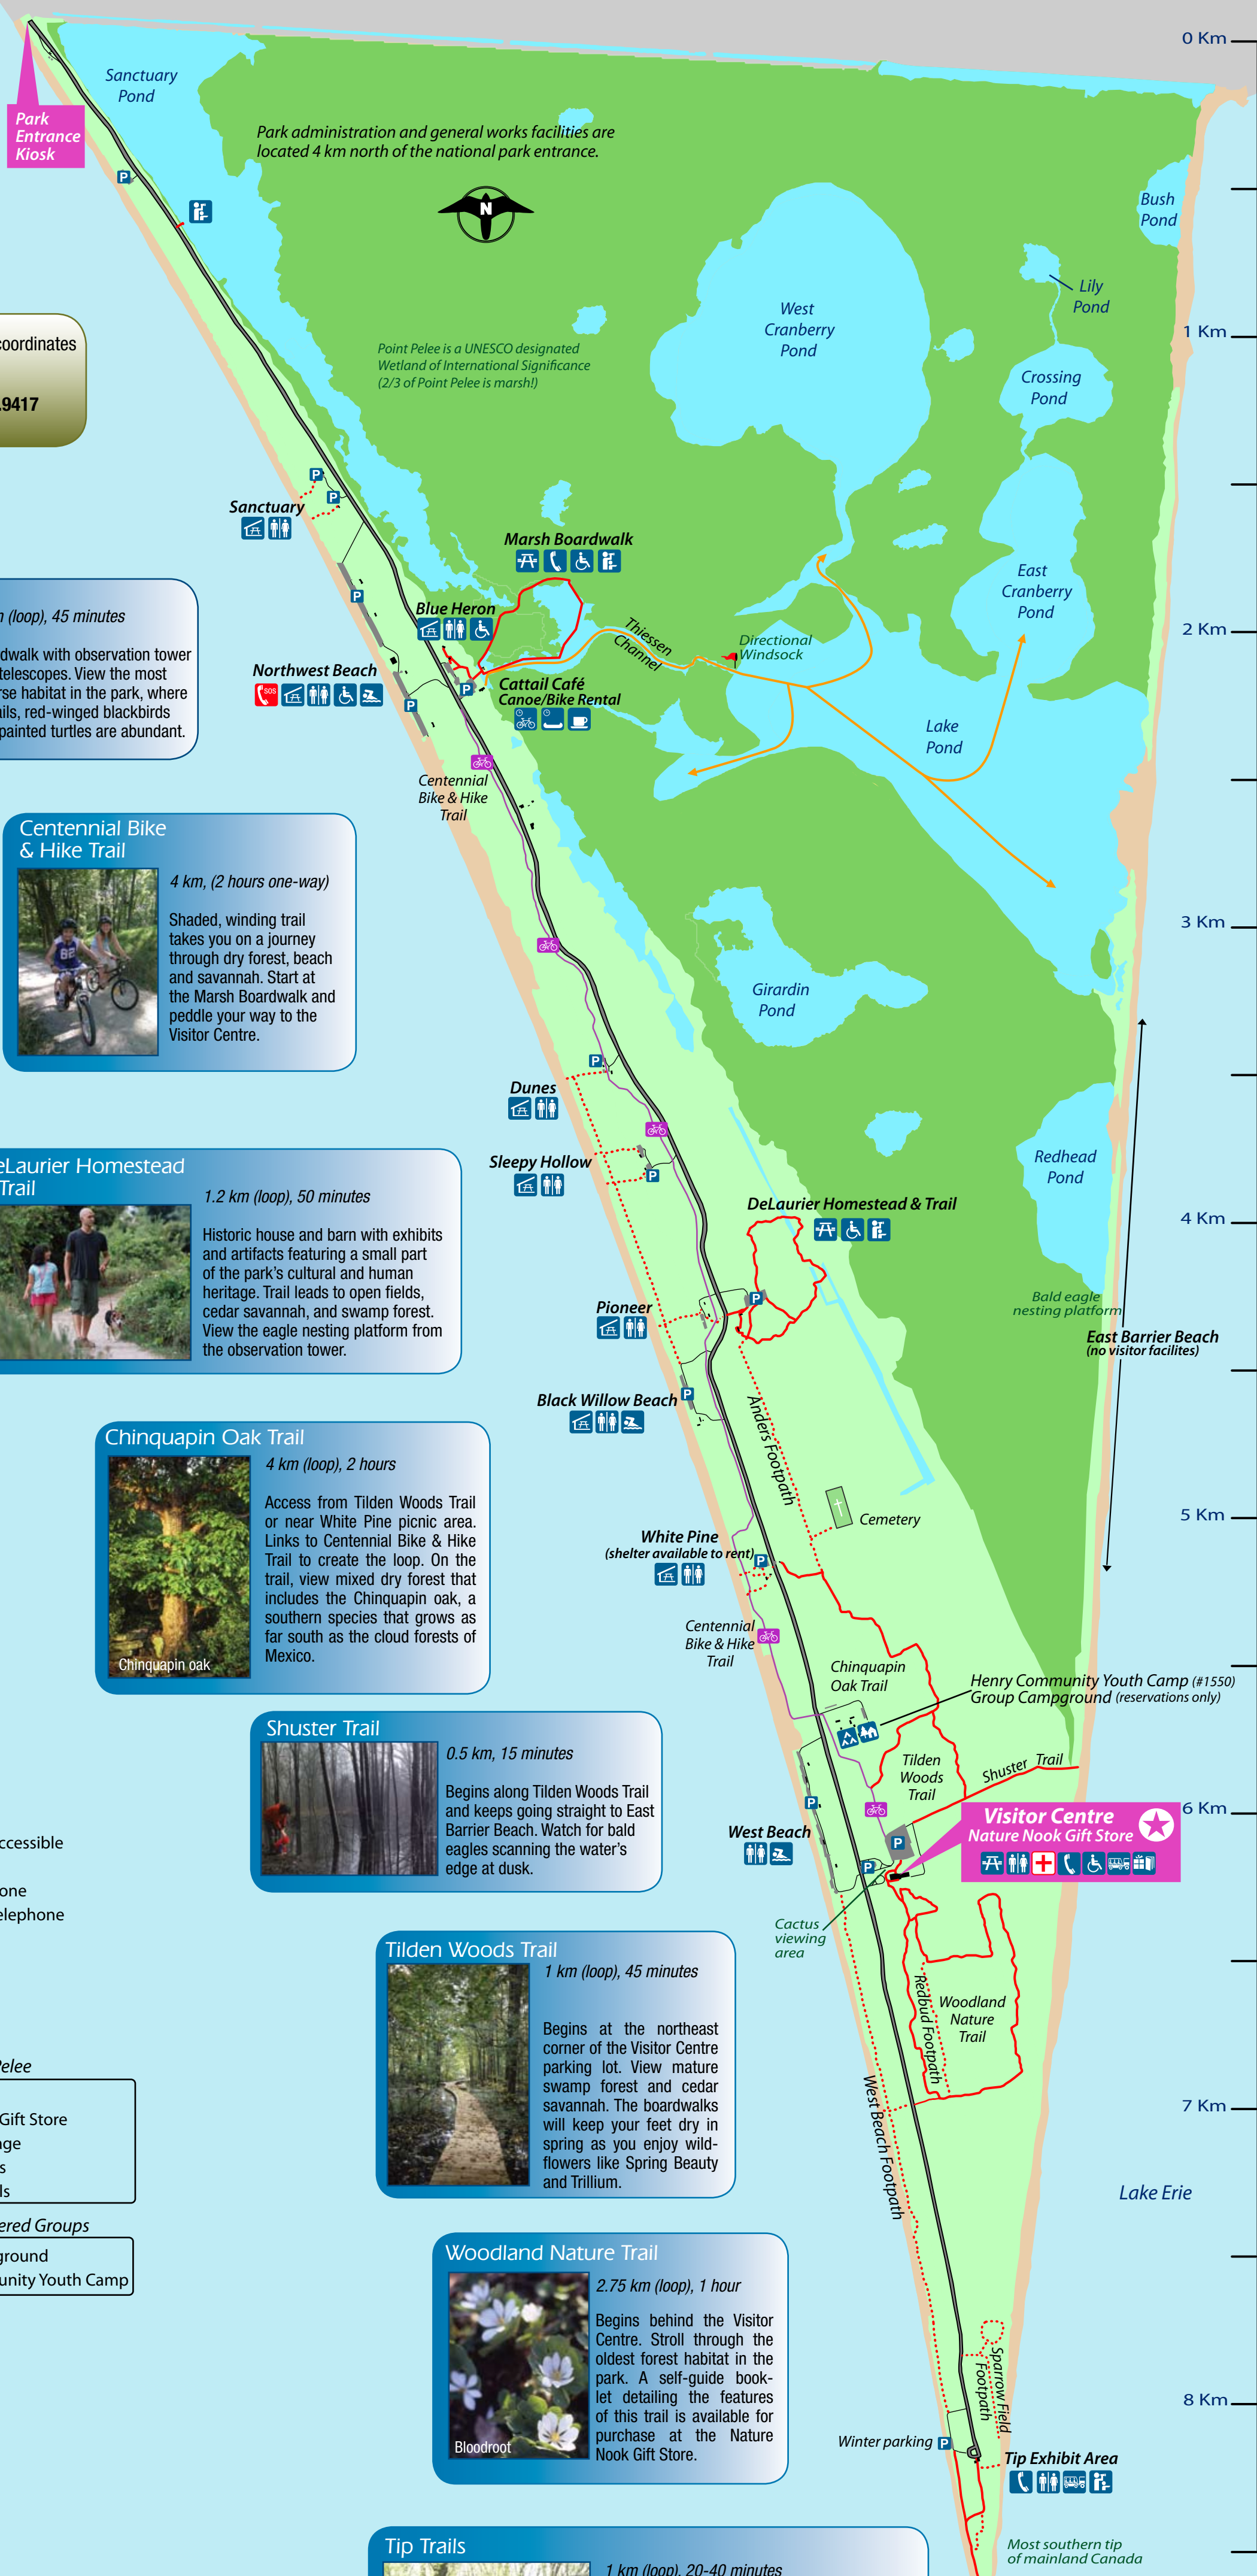 0 Km
Sanctuary
Pond
Park
Entrance
Kiosk
Park administration and general works facilities are
located 4 km north of the national park entrance.
N
P
Bush
Pond
Lily
Pond
West
Cranberry
Pond
1 Km
coordinates
.9417
Point Pelee is a UNESCO designated
Wetland of International Significance
(2/3 of Point Pelee is marsh!)
Crossing
Pond
P
P
Sanctuary
Marsh Boardwalk
East
Cranberry
Pond
P
Blue Heron
Thiessen
Channel
Directional
Windsock
2 Km
(loop), 45 minutes
dwalk with observation tower
telescopes. View the most
rse habitat in the park, where
ails, red-winged blackbirds
painted turtles are abundant.
Northwest Beach
SOS
P
P
Cattail Café
Canoe/Bike Rental
Lake
Pond
Centennial
Bike & Hike
Trail
Centennial Bike
& Hike Trail
4 km, (2 hours one-way)
Shaded, winding trail
takes you on a journey
through dry forest, beach
and savannah. Start at
the Marsh Boardwalk and
peddle your way to the
Visitor Centre.
62
3 Km
Girardin
Pond
P
Dunes
Sleepy Hollow
P
Redhead
Pond
eLaurier Homestead
Trail
1.2 km (loop), 50 minutes
Historic house and barn with exhibits
and artifacts featuring a small part
of the park's cultural and human
heritage. Trail leads to open fields,
cedar savannah, and swamp forest.
View the eagle nesting platform from
the observation tower.
DeLaurier Homestead & Trail
4 Km
P
Pioneer
Bald eagle
nesting platform
East Barrier Beach
(no visitor facilites)
Black Willow Beach
P
Anders Footpath
Chinquapin Oak Trail
4 km (loop), 2 hours
Access from Tilden Woods Trail
or near White Pine picnic area.
Links to Centennial Bike & Hike
Trail to create the loop. On the
trail, view mixed dry forest that
includes the Chinquapin oak, a
southern species that grows as
far south as the cloud forests of
Mexico.
Chinquapin oak
5 Km
Cemetery
White Pine
(shelter available to rent)
P
Centennial
Bike & Hike
Trail
Chinquapin
Oak Trail
Henry Community Youth Camp (#1550)
Group Campground (reservations only)
Shuster Trail
0.5 km, 15 minutes
Begins along Tilden Woods Trail
and keeps going straight to East
Barrier Beach. Watch for bald
eagles scanning the water's
edge at dusk.
Tilden
Woods
Trail
Shuster Trail
P
6 Km
Visitor Centre
Nature Nook Gift Store
West Beach
P
P
ccessible
one
elephone
Cactus
viewing
area
Tilden Woods Trail
1 km (loop), 45 minutes
Begins at the northeast
corner of the Visitor Centre
parking lot. View mature
swamp forest and cedar
savannah. The boardwalks
will keep your feet dry in
spring as you enjoy wild-
flowers like Spring Beauty
and Trillium.
Redbud Footpath
Woodland
Nature
Trail
Pelee
Gift Store
nge
s
ls
ered Groups
ground
unity Youth Camp
West Beach Footpath
7 Km
Lake Erie
Woodland Nature Trail
2.75 km (loop), 1 hour
Begins behind the Visitor
Centre. Stroll through the
oldest forest habitat in the
park. A self-guide book-
let detailing the features
of this trail is available for
purchase at the Nature
Nook Gift Store.
Bloodroot
Sparrow Field
Footpath
8 Km
Winter parking P
Tip Exhibit Area
Tip Trails
1 km (loop), 20-40 minutes
Most southern tip
of mainland Canada